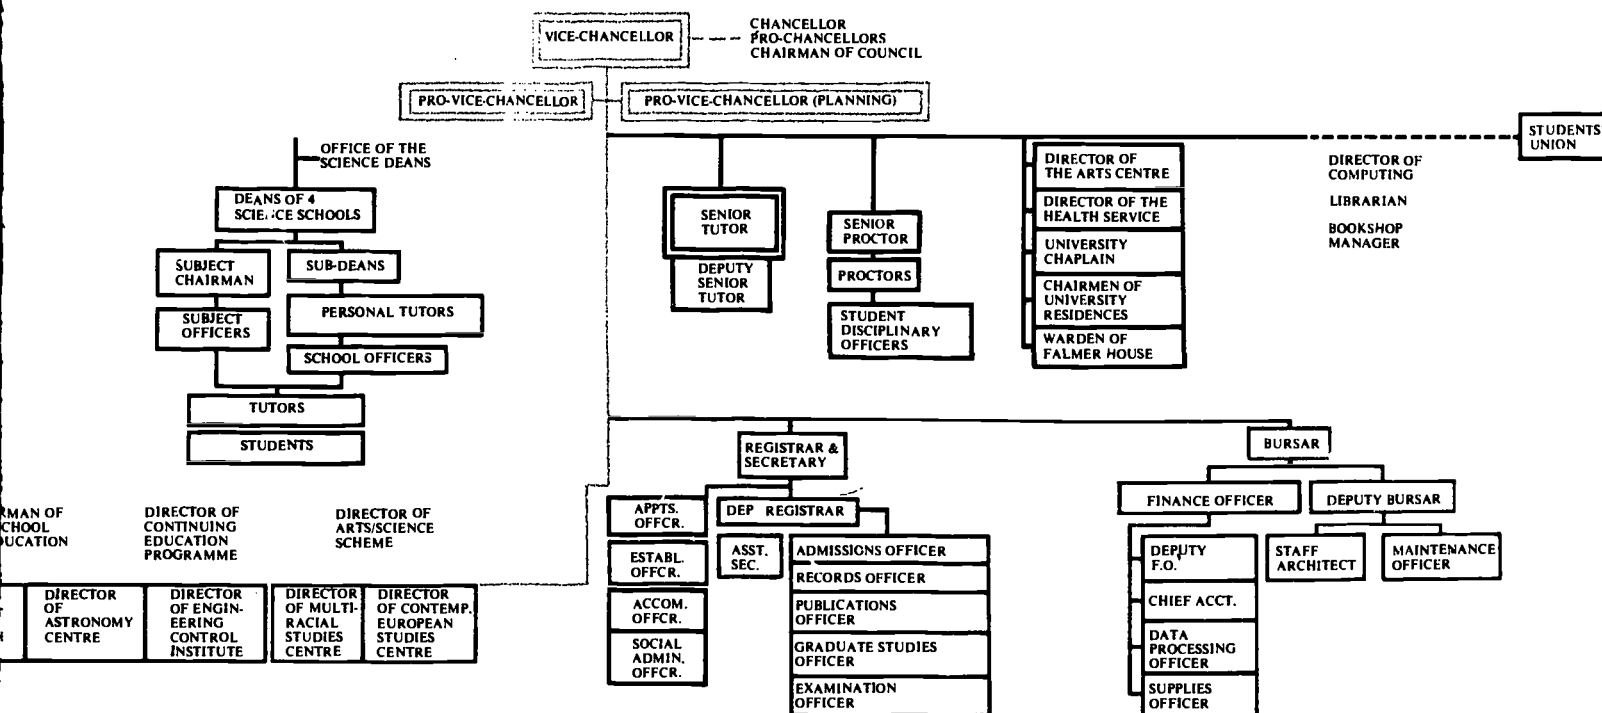 VICE-CHANCELLOR
CHANCELLOR
PRO-CHANCELLORS
CHAIRMAN OF COUNCIL
PRO-VICE-CHANCELLOR
PRO-VICE-CHANCELLOR (PLANNING)
STUDENTS
UNION
OFFICE OF THE
SCIENCE DEANS
DEANS OF 4
SCIENCE SCHOOLS
SUBJECT
CHAIRMAN
SUB-DEANS
SUBJECT
OFFICERS
PERSONAL TUTORS
SCHOOL OFFICERS
TUTORS
STUDENTS
SENIOR
TUTOR
DEPUTY
SENIOR
TUTOR
SENIOR
PROCTOR
PROCTORS
STUDENT
DISCIPLINARY
OFFICERS
DIRECTOR OF
THE ARTS CENTRE
DIRECTOR OF THE
HEALTH SERVICE
UNIVERSITY
CHAPLAIN
CHAIRMEN OF
UNIVERSITY
RESIDENCES
WARDEN OF
FALMER HOUSE
DIRECTOR OF
COMPUTING
LIBRARIAN
BOOKSHOP
MANAGER
REGISTRAR &
SECRETARY
APPTS.
OFFCR.
ESTABL.
OFFCR.
ACCOM.
OFFCR.
SOCIAL
ADMIN.
OFFCR.
DEP REGISTRAR
ASST.
SEC.
ADMISSIONS OFFICER
RECORDS OFFICER
PUBLICATIONS
OFFICER
GRADUATE STUDIES
OFFICER
EXAMINATION
OFFICER
BURSAR
FINANCE OFFICER
DEPUTY BURSAR
DEPUTY
F.O.
CHIEF ACCT.
DATA
PROCESSING
OFFICER
SUPPLIES
OFFICER
STAFF
ARCHITECT
MAINTENANCE
OFFICER
RMAN OF
CHOOL
UCATION
DIRECTOR OF
CONTINUING
EDUCATION
PROGRAMME
DIRECTOR OF
ARTS/SCIENCE
SCHEME
DIRECTOR
OF
ASTRONOMY
CENTRE
DIRECTOR
OF ENGIN-
EERING
CONTROL
INSTITUTE
DIRECTOR
OF MULTI-
RACIAL
STUDIES
CENTRE
DIRECTOR
OF CONTEMP.
EUROPEAN
STUDIES
CENTRE